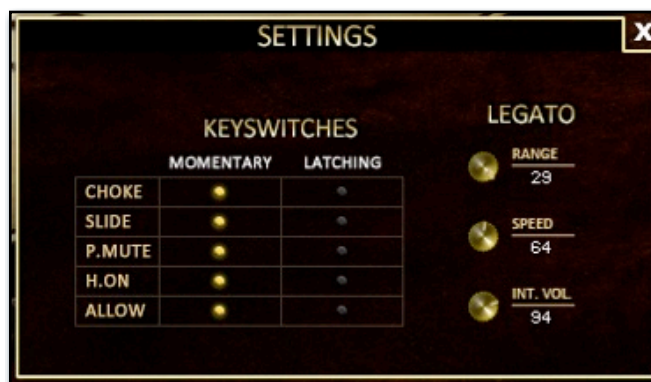 SETTINGS
X
KEYSWITCHES
MOMENTARY LATCHING
CHOKE
SLIDE
P.MUTE
H.ON
ALLOW
LEGATO
RANGE
29
SPEED
64
INT. VOL.
94